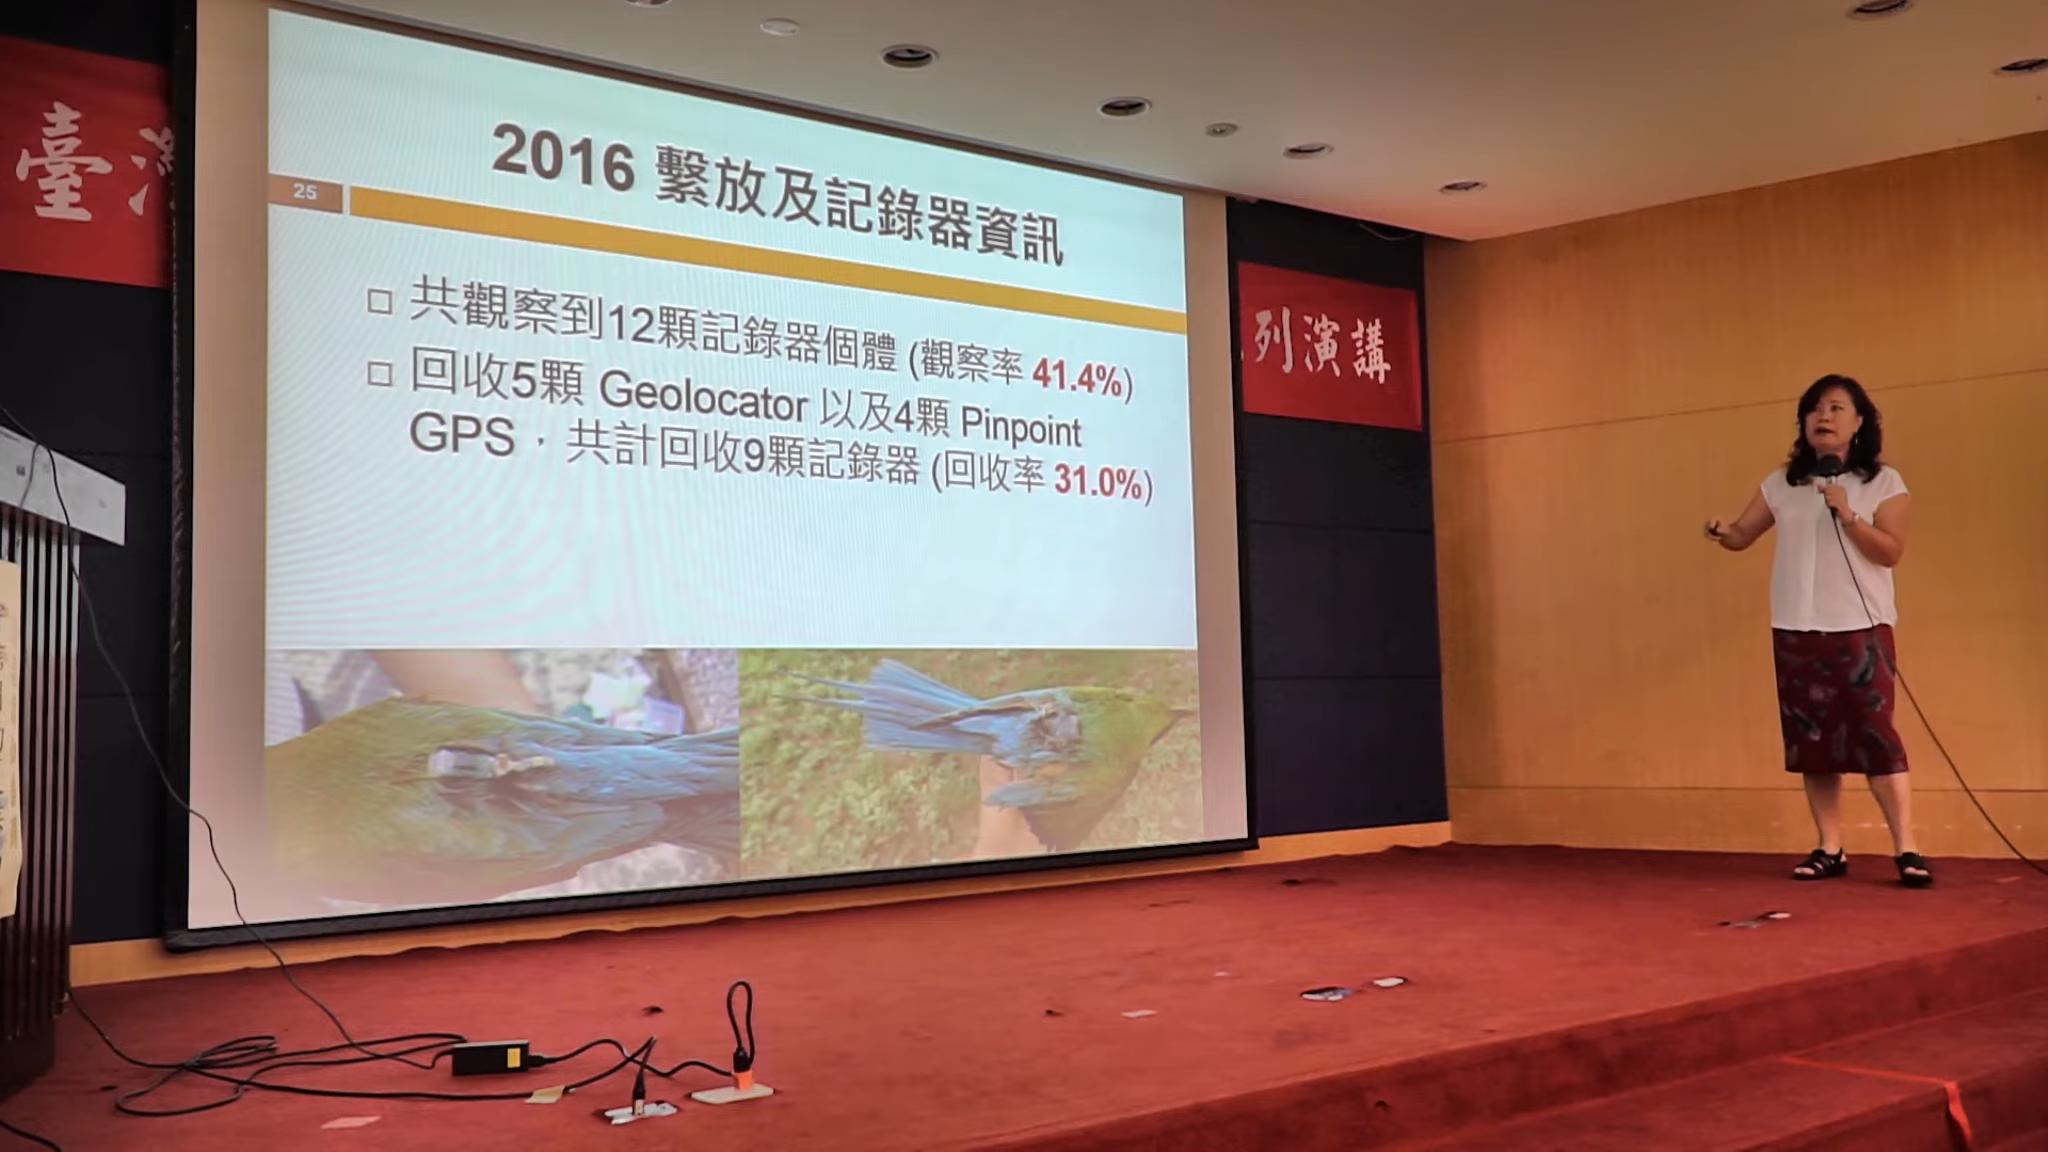 臺灣
25
2016 繫放及記錄器資訊
□ 共觀察到12顆記錄器個體 (觀察率 41.4%)
□ 回收5顆 Geolocator 以及4顆 Pinpoint
GPS，共計回收9顆記錄器 (回收率 31.0%)
列演講